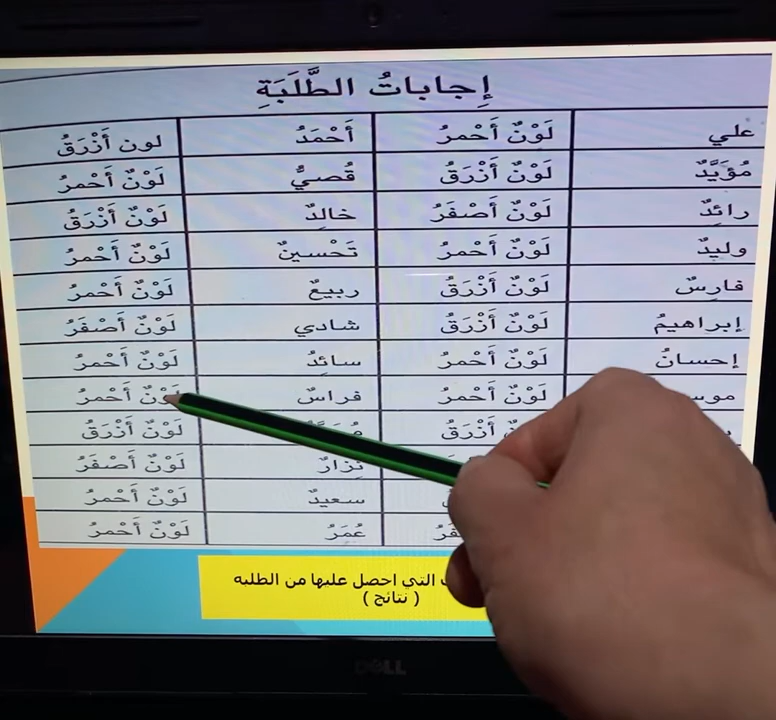 إِجاباتُ الطَّلَبَةِ
علي لَوْنٌ أَحْمرُ أَحْمَدُ لون أَزْرَقُ
مُؤَيَّدٌ لَوْنٌ أَزْرَقُ قُصيٌّ لَوْنٌ أَحْمرُ
رائِدٌ لَوْنٌ أَصْفَرُ خالِدٌ لَوْنٌ أَزْرَقُ
وليدٌ لَوْنٌ أَحْمرُ تَحْسينٌ لَوْنٌ أَحْمرُ
فارِسٌ لَوْنٌ أَزْرَقُ ربيعٌ لَوْنٌ أَحْمرُ
إبراهيمُ لَوْنٌ أَزْرَقُ شادي لَوْنٌ أَصْفَرُ
إحسانُ لَوْنٌ أَحْمرُ سائِدٌ لَوْنٌ أَحْمرُ
لَوْنٌ أَحْمرُ فراسٌ لَوْنٌ أَحْمرُ
أَزْرَقُ لَوْنٌ أَزْرَقُ
نِزارٌ لَوْنٌ أَصْفَرُ
سعيدٌ لَوْنٌ أَحْمرُ
عُمَرُ لَوْنٌ أَحْمرُ
التي احصل عليها من الطلبه
( نتائج )
DELL